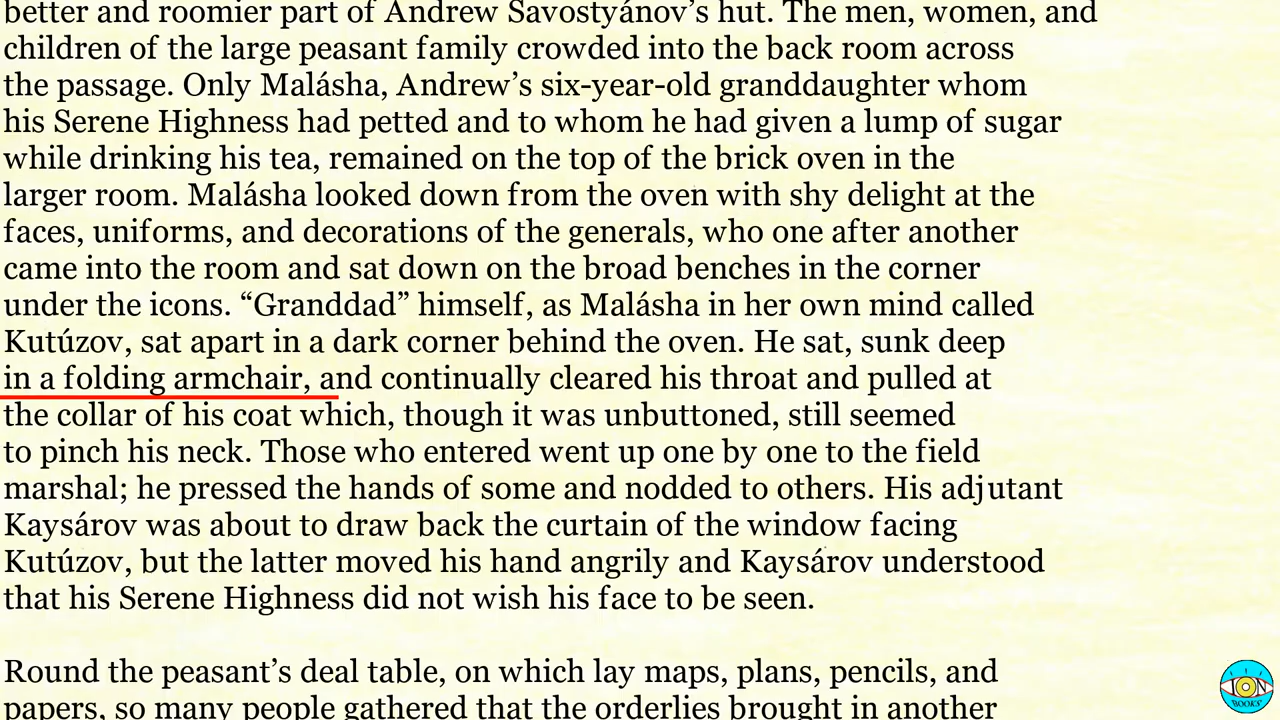 better and roomier part of Andrew Savostyánov’s hut. The men, women, and
children of the large peasant family crowded into the back room across
the passage. Only Malásha, Andrew’s six-year-old granddaughter whom
his Serene Highness had petted and to whom he had given a lump of sugar
while drinking his tea, remained on the top of the brick oven in the
larger room. Malásha looked down from the oven with shy delight at the
faces, uniforms, and decorations of the generals, who one after another
came into the room and sat down on the broad benches in the corner
under the icons. “Granddad” himself, as Malásha in her own mind called
Kutúzov, sat apart in a dark corner behind the oven. He sat, sunk deep
in a folding armchair, and continually cleared his throat and pulled at
the collar of his coat which, though it was unbuttoned, still seemed
to pinch his neck. Those who entered went up one by one to the field
marshal; he pressed the hands of some and nodded to others. His adjutant
Kaysárov was about to draw back the curtain of the window facing
Kutúzov, but the latter moved his hand angrily and Kaysárov understood
that his Serene Highness did not wish his face to be seen.
Round the peasant’s deal table, on which lay maps, plans, pencils, and
papers, so many people gathered that the orderlies brought in another
ION
BOOKS